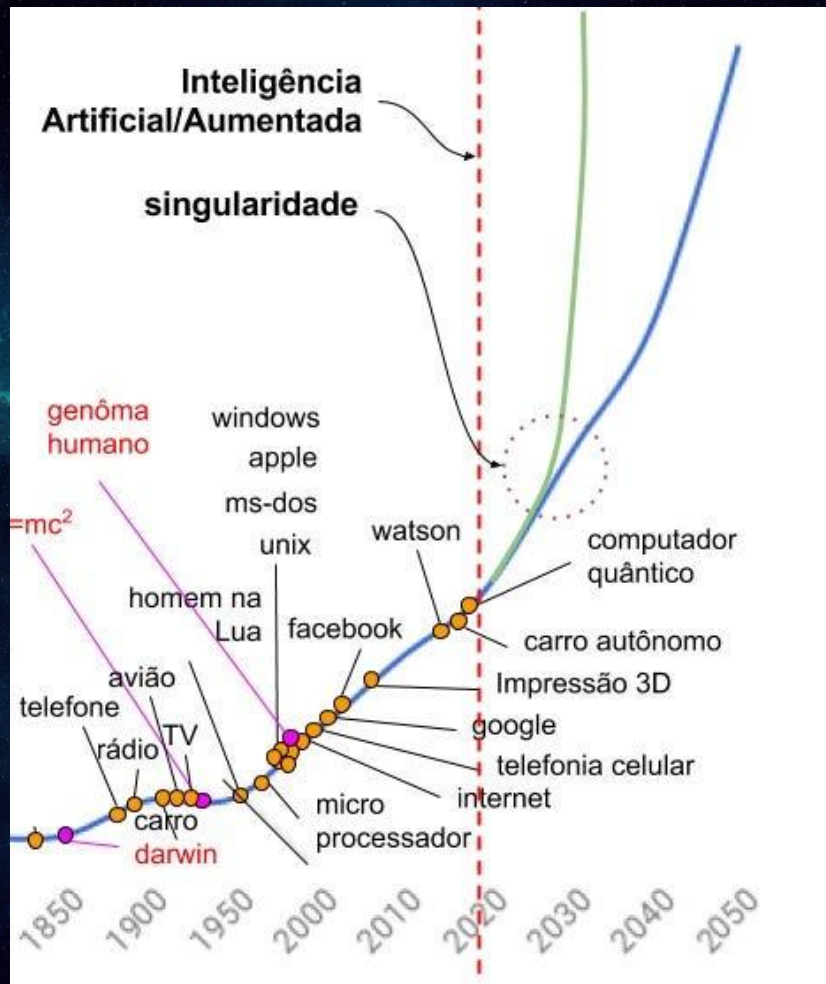 Inteligência
Artificial/Aumentada
singularidade
genôma
humano
windows
apple
ms-dos
unix
=mc²
watson
computador
quântico
homem na
Lua
facebook
carro autônomo
avião
Impressão 3D
telefone
TV
rádio
google
telefonia celular
internet
carro
micro
processador
darwin
1850
1900
1950
2000
2010
2020
2030
2040
2050